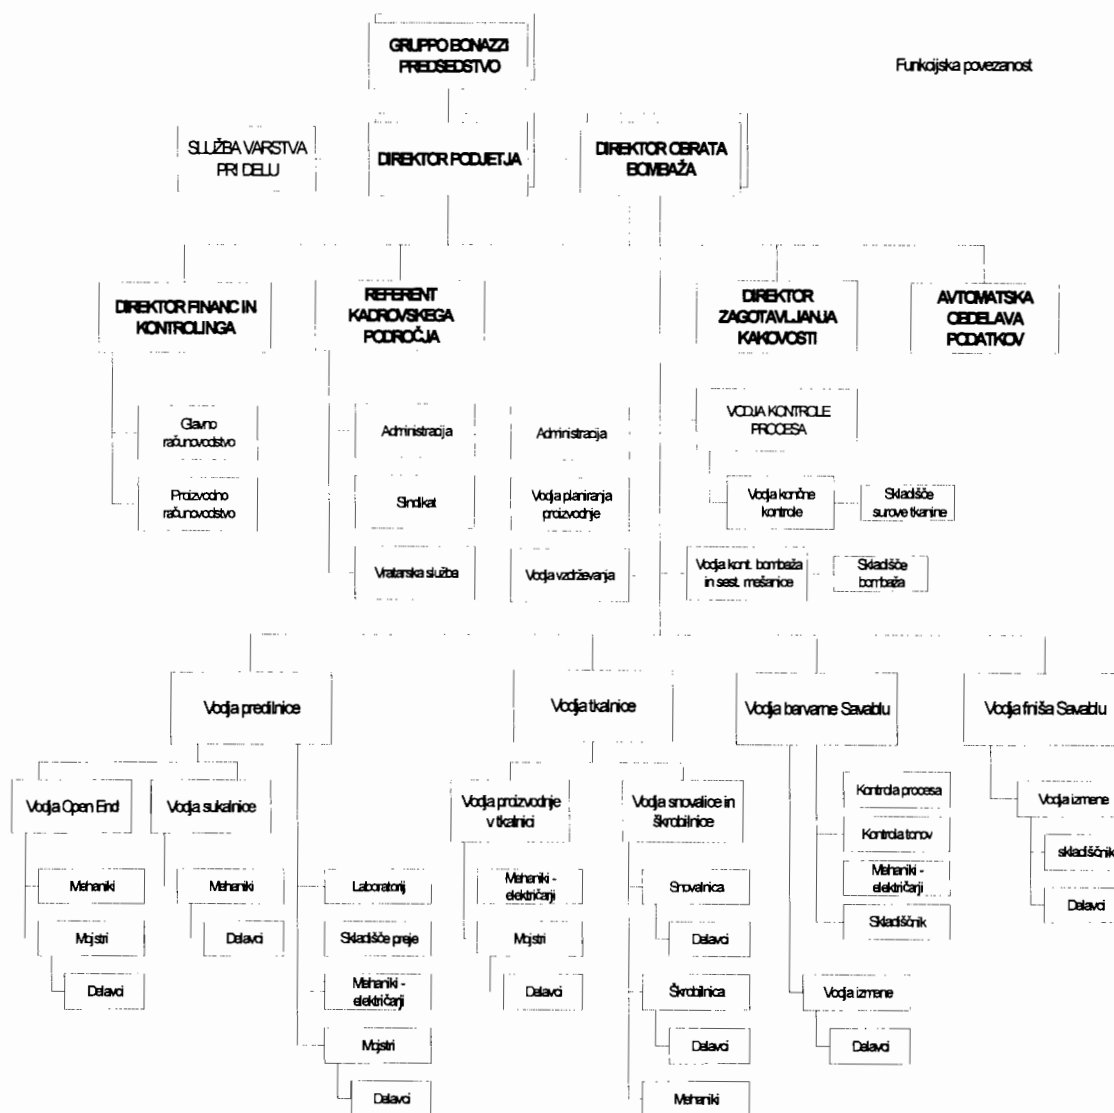 GRUPPO BONAZZI
PREDSEDSTVO
Funkcijska povezanost
SLUŽBA VARSTVA
PRI DELU
DIREKTOR PODJETJA
DIREKTOR OBRATA
BOMBAŽA
DIREKTOR FINANC IN
KONTROLINGA
REFERENT
KADROVSKEGA
PODROČJA
DIREKTOR
ZAGOTAVLJANJA
KAKOVOSTI
AVTOMATSKA
OBDELAVA
PODATKOV
Glavno
računovodstvo
Administracija
Administracija
VODJA KONTROLE
PROCESA
Proizvodno
računovodstvo
Sindikat
Vodja planiranja
proizvodnje
Vodja končne
kontrole
Skladišče
surove tkanine
Vratarska služba
Vodja vzdrževanja
Vodja kont. bombaža
in sest. mešanice
Skladišče
bombaža
Vodja predilnice
Vodja tkalnice
Vodja barvarne Savablu
Vodja finiša Savablu
Vodja Open End
Vodja sukalnice
Vodja proizvodnje
v tkalnici
Vodja snovalice in
škrobilnice
Kontrola procesa
Vodja izmene
Kontrola tonov
skladiščnik
Mehaniki
Mehaniki
Laboratorij
Mehaniki -
električarji
Snovalnica
Mehaniki -
električarji
Delavci
Skladiščnik
Mojstri
Delavci
Skladišče preje
Mojstri
Delavci
Delavci
Mehaniki -
električarji
Delavci
Škrobilnica
Vodja izmene
Mojstri
Delavci
Delavci
Delavci
Mehaniki